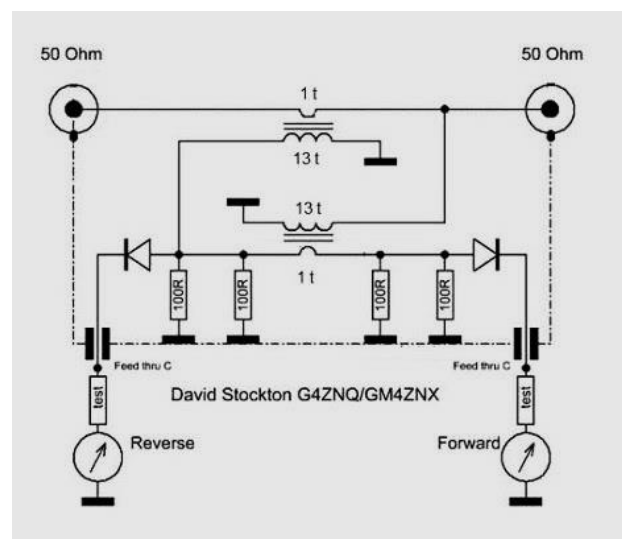 50 Ohm
50 Ohm
1 t
13 t
13 t
1 t
100R
100R
100R
100R
Feed thru C
Feed thru C
David Stockton G4ZNQ/GM4ZNX
test
test
Reverse
Forward